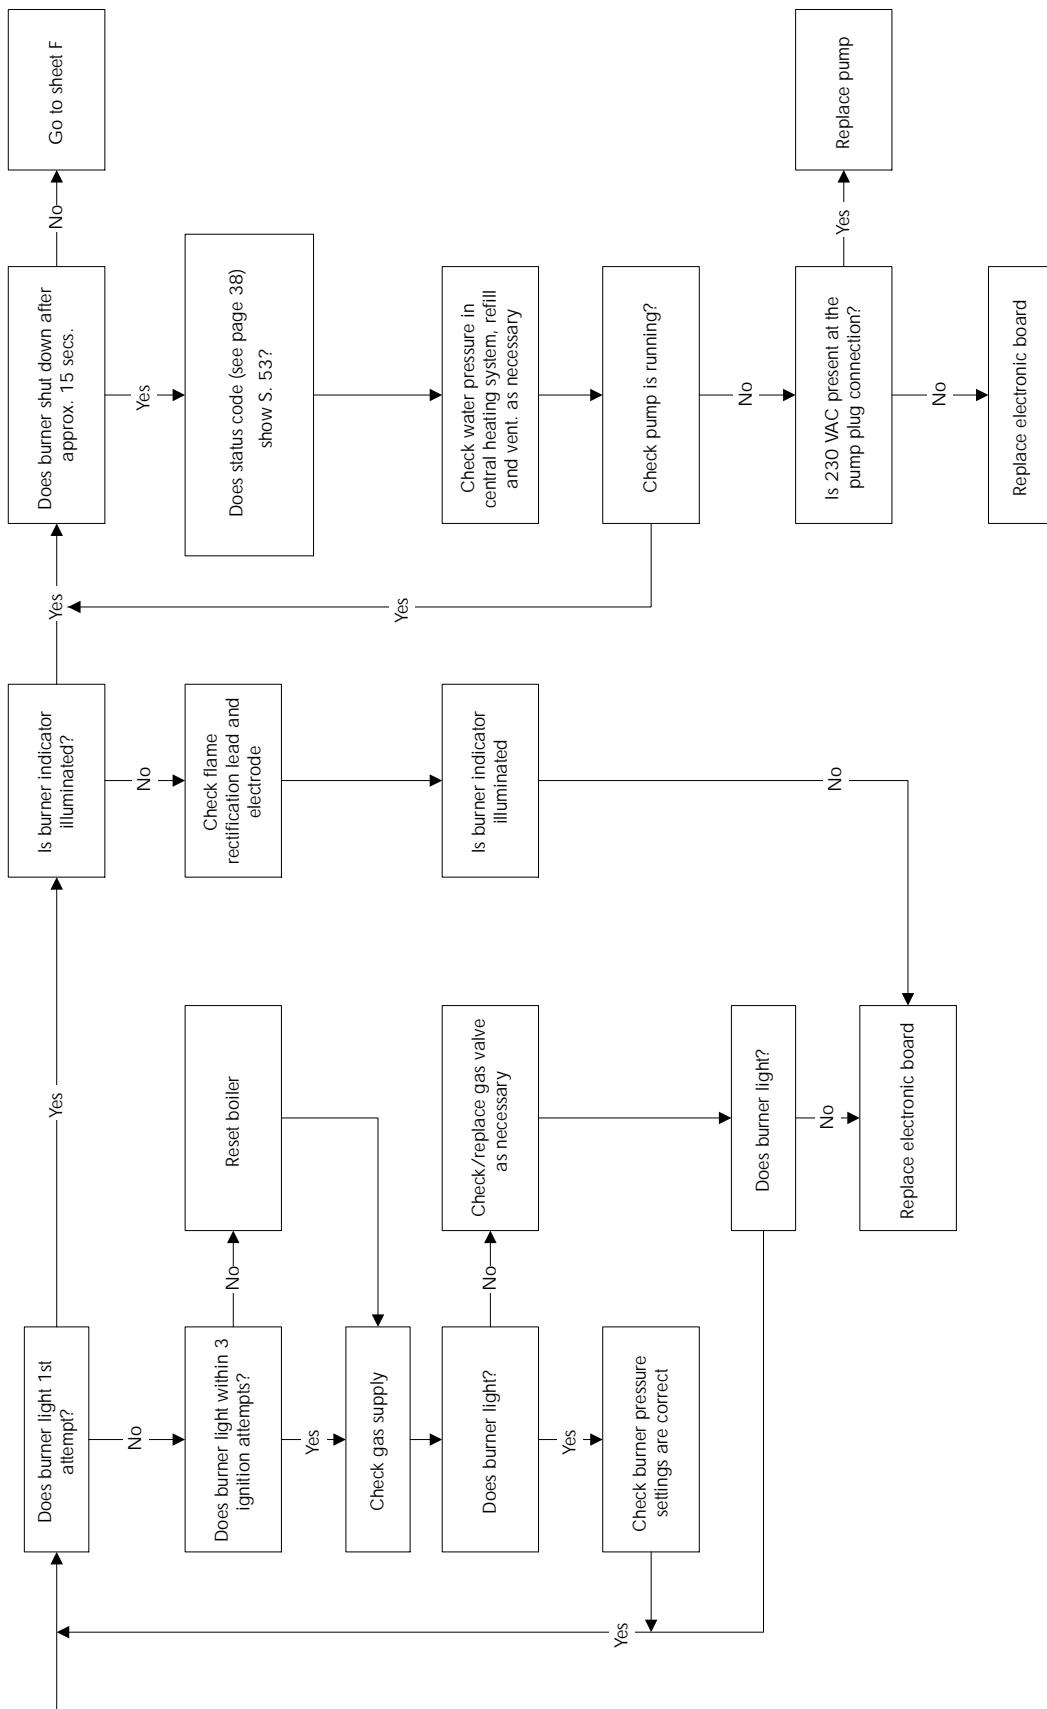 Does burner light 1st
attempt?
Yes
No
Does burner light within 3
ignition attempts?
No
Reset boiler
Yes
Check gas supply
Does burner light?
No
Check/replace gas valve
as necessary
Yes
Check burner pressure
settings are correct
Does burner light?
Yes
No
Replace electronic board
Is burner indicator
illuminated?
Yes
No
Check flame
rectification lead and
electrode
Is burner indicator
illuminated
No
Does burner shut down after
approx. 15 secs.
No
Go to sheet F
Yes
Does status code (see page 38)
show S. 53?
Check water pressure in
central heating system, refill
and vent. as necessary
Check pump is running?
Yes
No
Is 230 VAC present at the
pump plug connection?
Yes
Replace pump
No
Replace electronic board